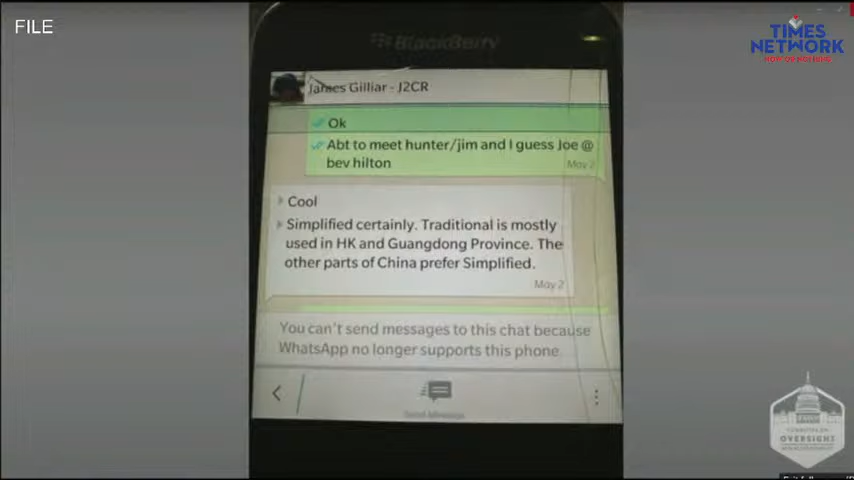 FILE
TIMES
NETWORK
BlackBerry
James Gilliar - J2CR
Ok
Abt to meet hunter/jim and I guess Joe @
bev hilton
May 2
Cool
Simplified certainly. Traditional is mostly
used in HK and Guangdong Province. The
other parts of China prefer Simplified.
May 2
You can't send messages to this chat because
WhatsApp no longer supports this phone.
Send Message
OVERSIGHT